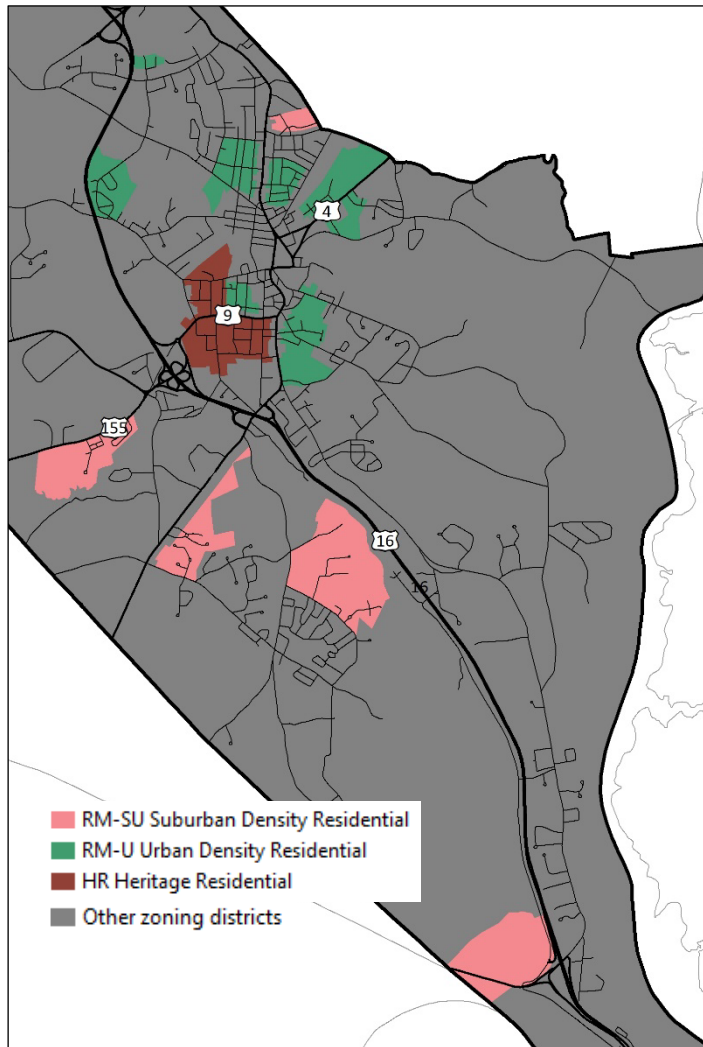 4
9
155
16
16
RM-SU Suburban Density Residential
RM-U Urban Density Residential
HR Heritage Residential
Other zoning districts